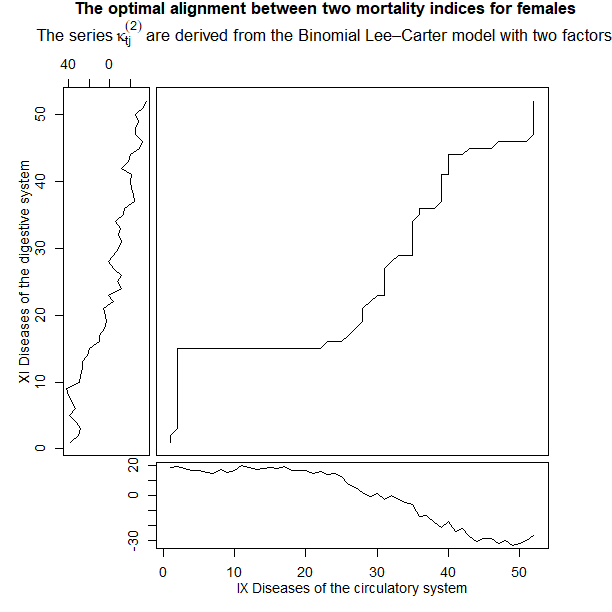 The optimal alignment between two mortality indices for females
The series κtj(2) are derived from the Binomial Lee–Carter model with two factors
40 0
50
40
30
20
10
0
XI Diseases of the digestive system
20
0
-30
0 10 20 30 40 50
IX Diseases of the circulatory system